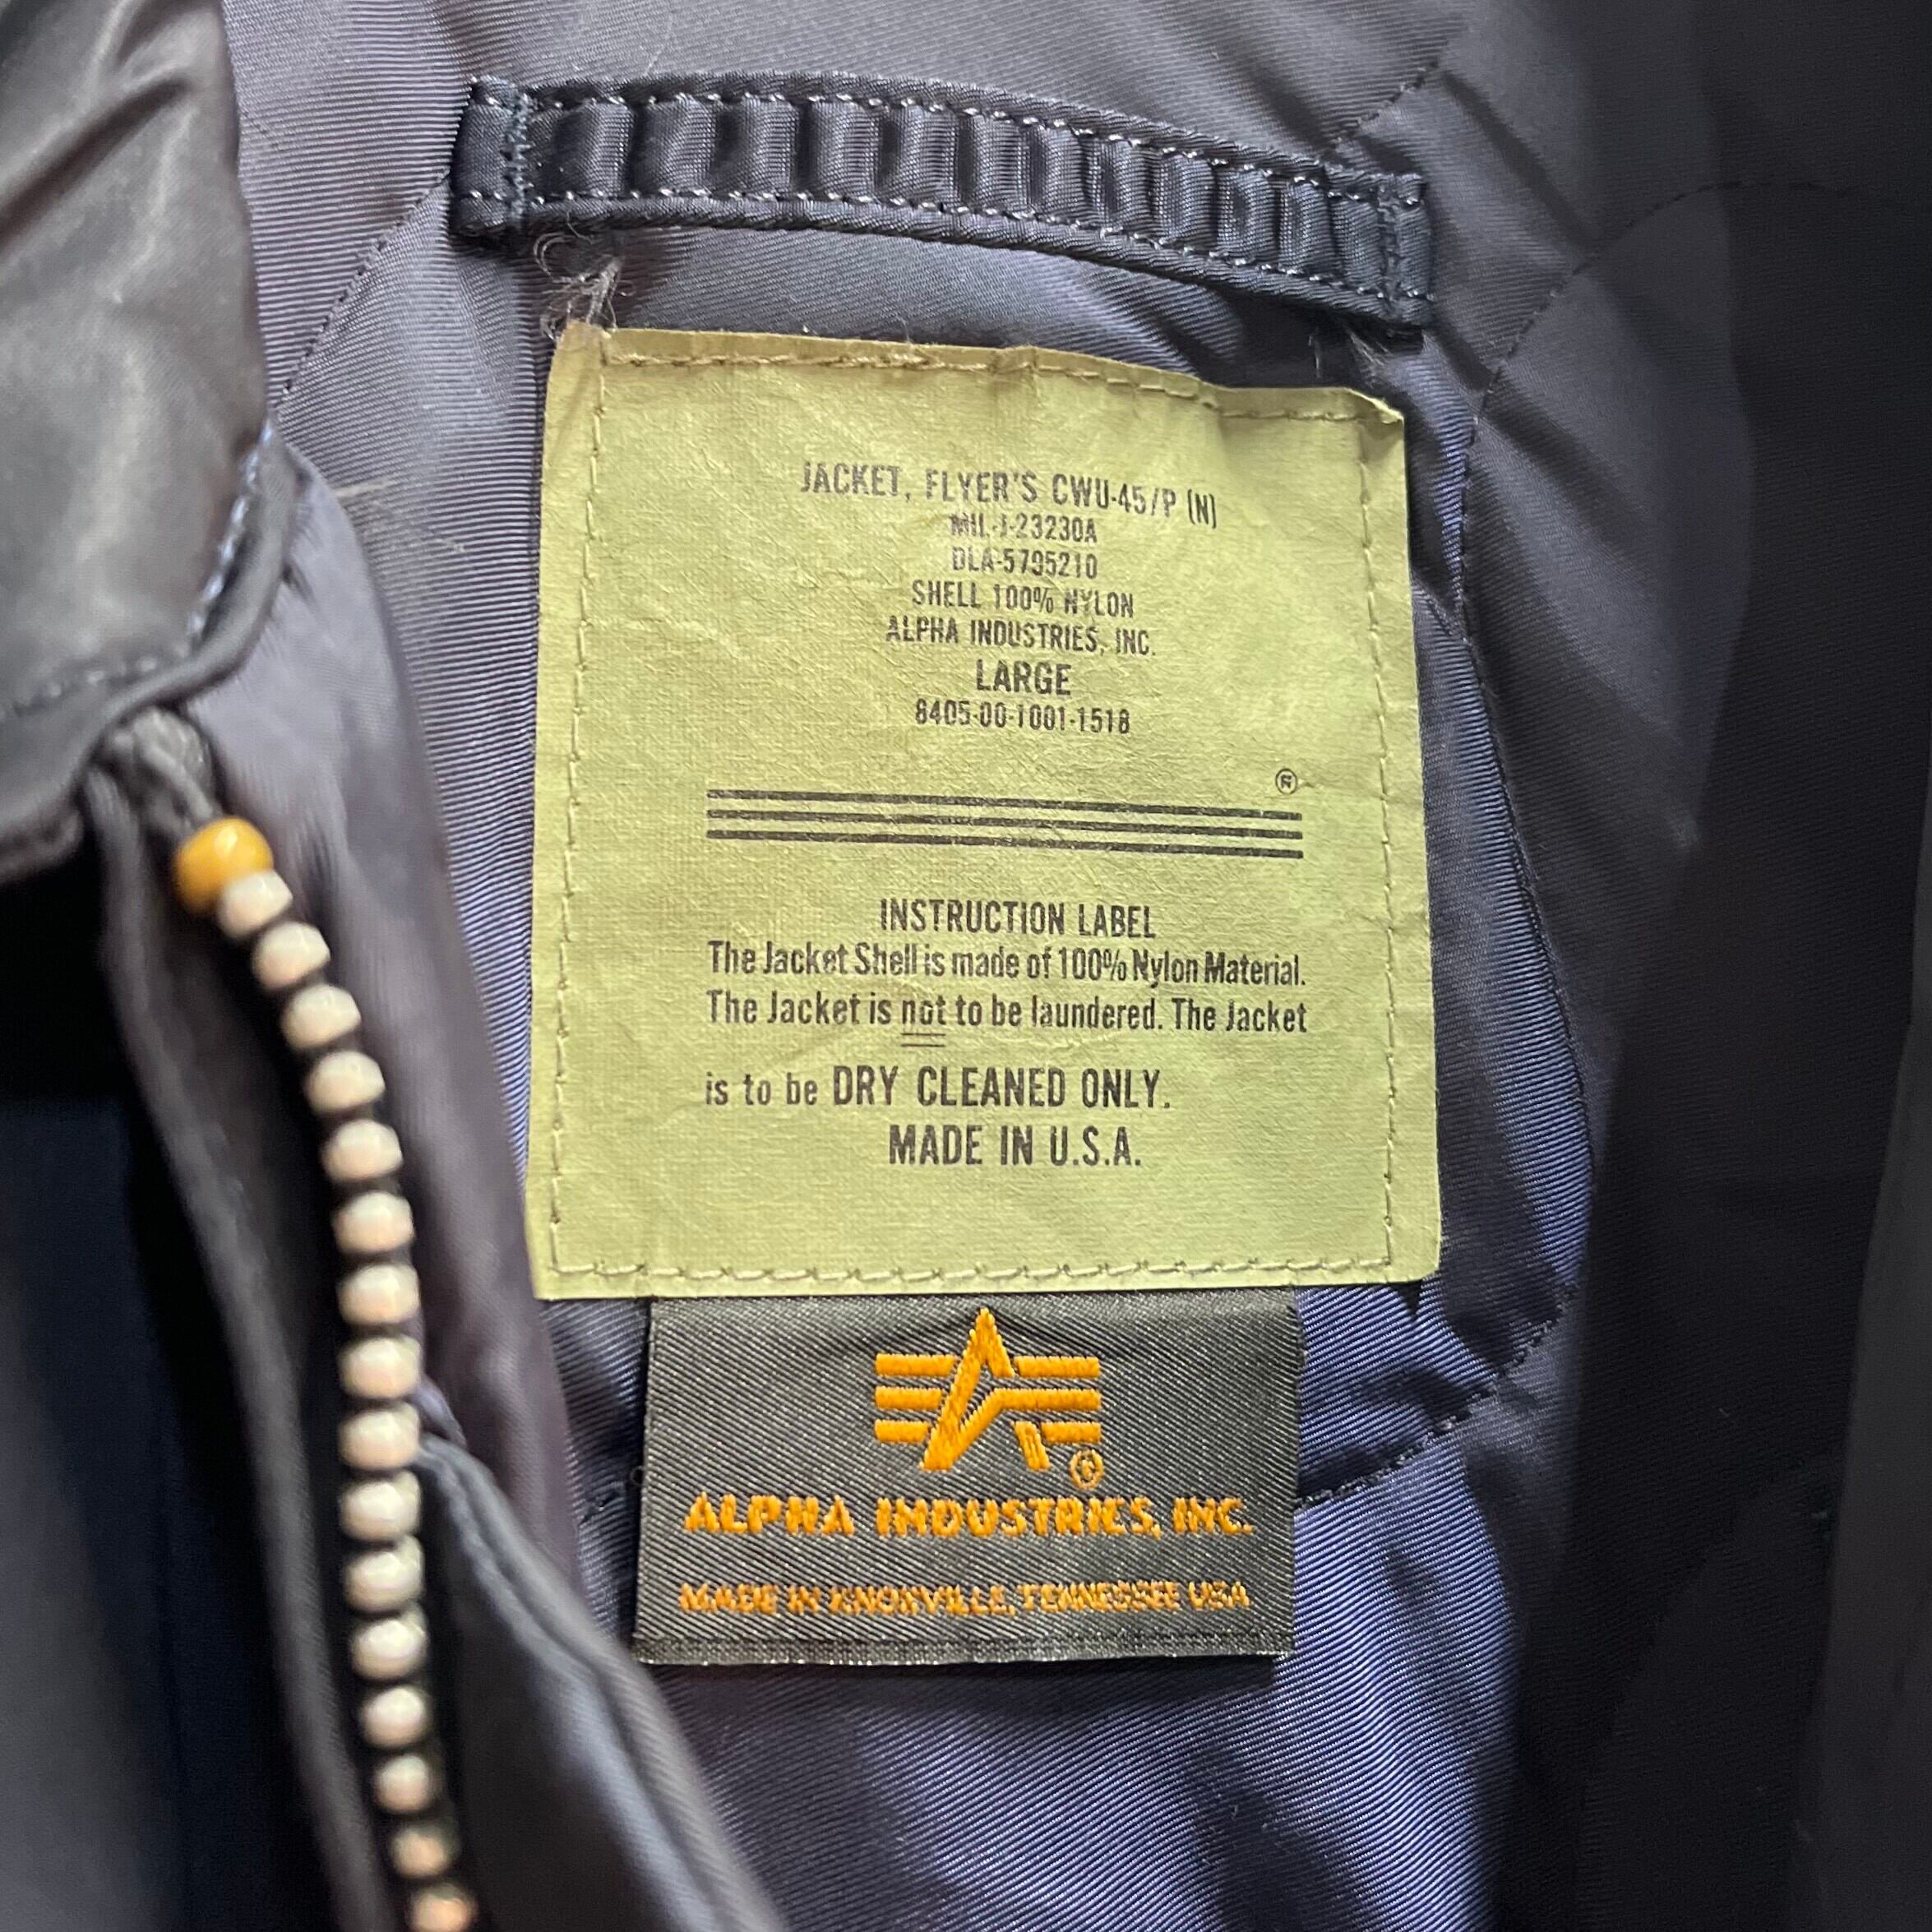 JACKET, FLYER'S CWU-45/P (N)
MIL-J-23230A
DLA-5795210
SHELL 100% NYLON
ALPHA INDUSTRIES, INC.
LARGE
8405-00-1001-1518
®
INSTRUCTION LABEL
The Jacket Shell is made of 100% Nylon Material.
The Jacket is not to be laundered. The Jacket
is to be DRY CLEANED ONLY.
MADE IN U.S.A.
®
ALPHA INDUSTRIES, INC.
MADE IN KNOXVILLE, TENNESSEE USA